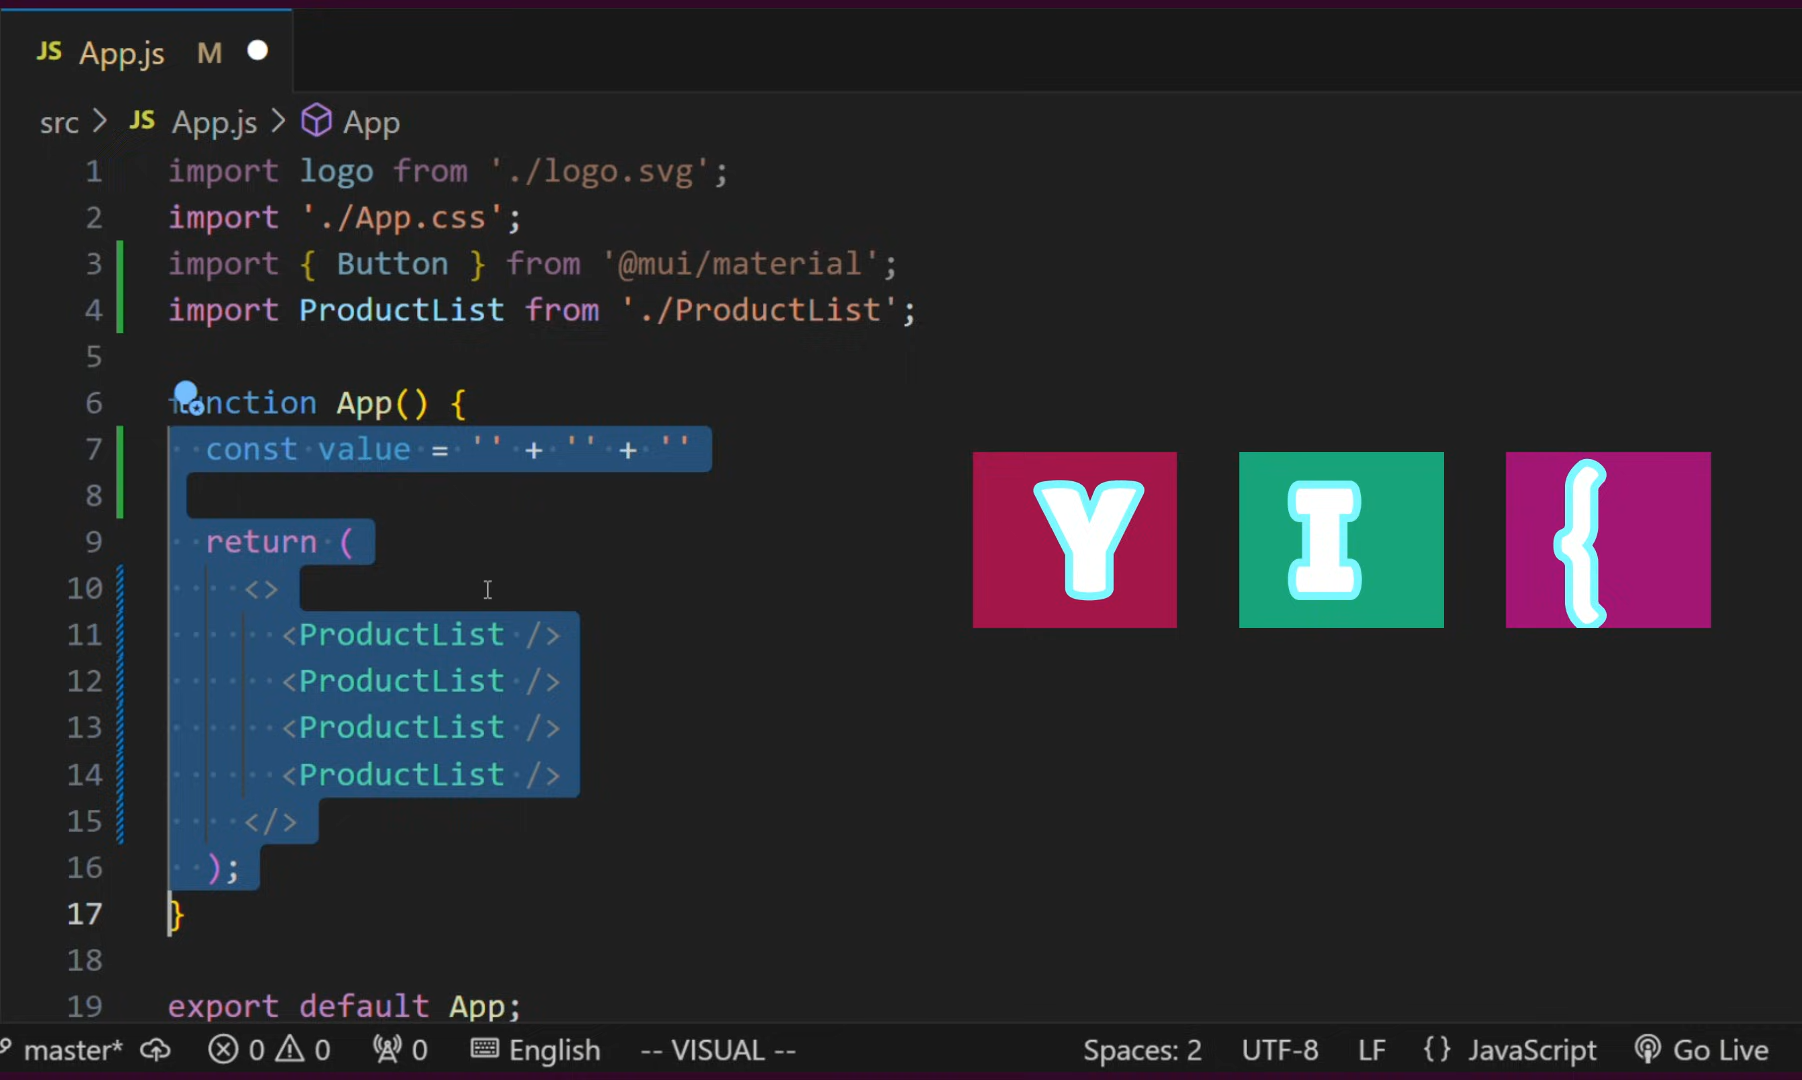 JS App.js M
src > JS App.js > App
1 import logo from './logo.svg';
2 import './App.css';
3 import { Button } from '@mui/material';
4 import ProductList from './ProductList';
5
6 function App() {
7 const value = '' + '' + ''
8
9 return (
10 <>
11 <ProductList />
12 <ProductList />
13 <ProductList />
14 <ProductList />
15 </>
16 );
17 }
18
19 export default App;
Y I {
master* 0 0 0 English -- VISUAL -- Spaces: 2 UTF-8 LF {} JavaScript Go Live